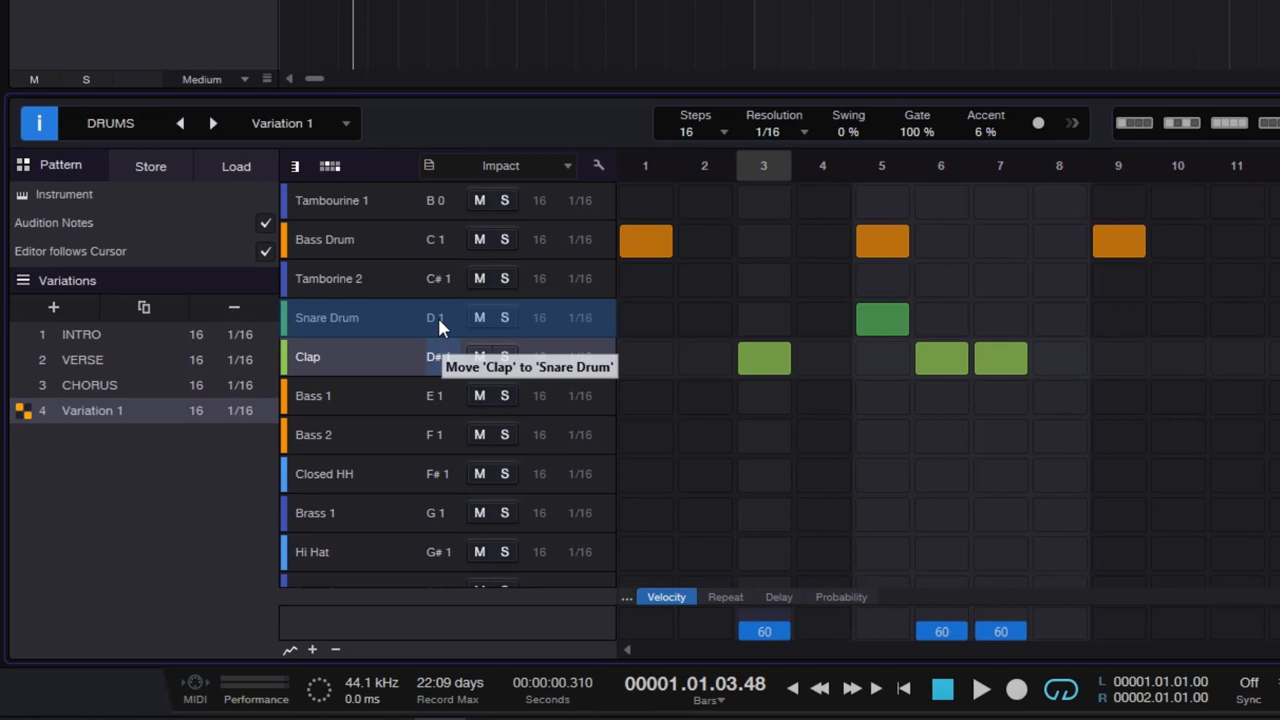 M S Medium
i DRUMS Variation 1 Steps 16 Resolution 1/16 Swing 0 % Gate 100 % Accent 6 %
Pattern Store Load Impact 1 2 3 4 5 6 7 8 9 10 11
Instrument
Audition Notes
Editor follows Cursor
Variations
1 INTRO 16 1/16
2 VERSE 16 1/16
3 CHORUS 16 1/16
4 Variation 1 16 1/16
Tambourine 1 B 0 M S 16 1/16
Bass Drum C 1 M S 16 1/16
Tamborine 2 C# 1 M S 16 1/16
Snare Drum D 1 M S 16 1/16
Clap D# 1 M S 16 1/16
Move 'Clap' to 'Snare Drum'
Bass 1 E 1 M S 16 1/16
Bass 2 F 1 M S 16 1/16
Closed HH F# 1 M S 16 1/16
Brass 1 G 1 M S 16 1/16
Hi Hat G# 1 M S 16 1/16
... Velocity Repeat Delay Probability
60 60 60
MIDI Performance 44.1 kHz 0.0 ms 22:09 days Record Max 00:00:00.310 Seconds 00001.01.03.48 Bars L 00001.01.01.00 R 00002.01.01.00 Off Sync